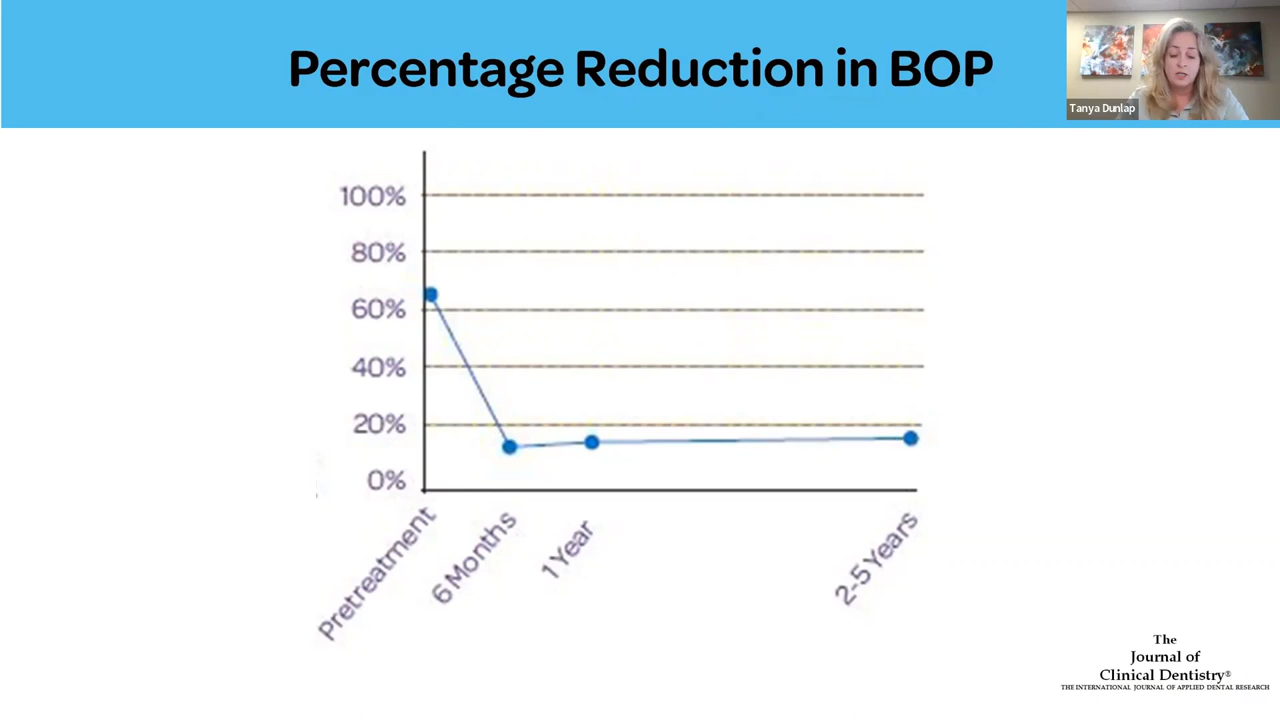 Percentage Reduction in BOP
Tanya Dunlap
100%
80%
60%
40%
20%
0%
Pretreatment
6 Months
1 Year
2-5 Years
The
Journal of
Clinical Dentistry®
THE INTERNATIONAL JOURNAL OF APPLIED DENTAL RESEARCH